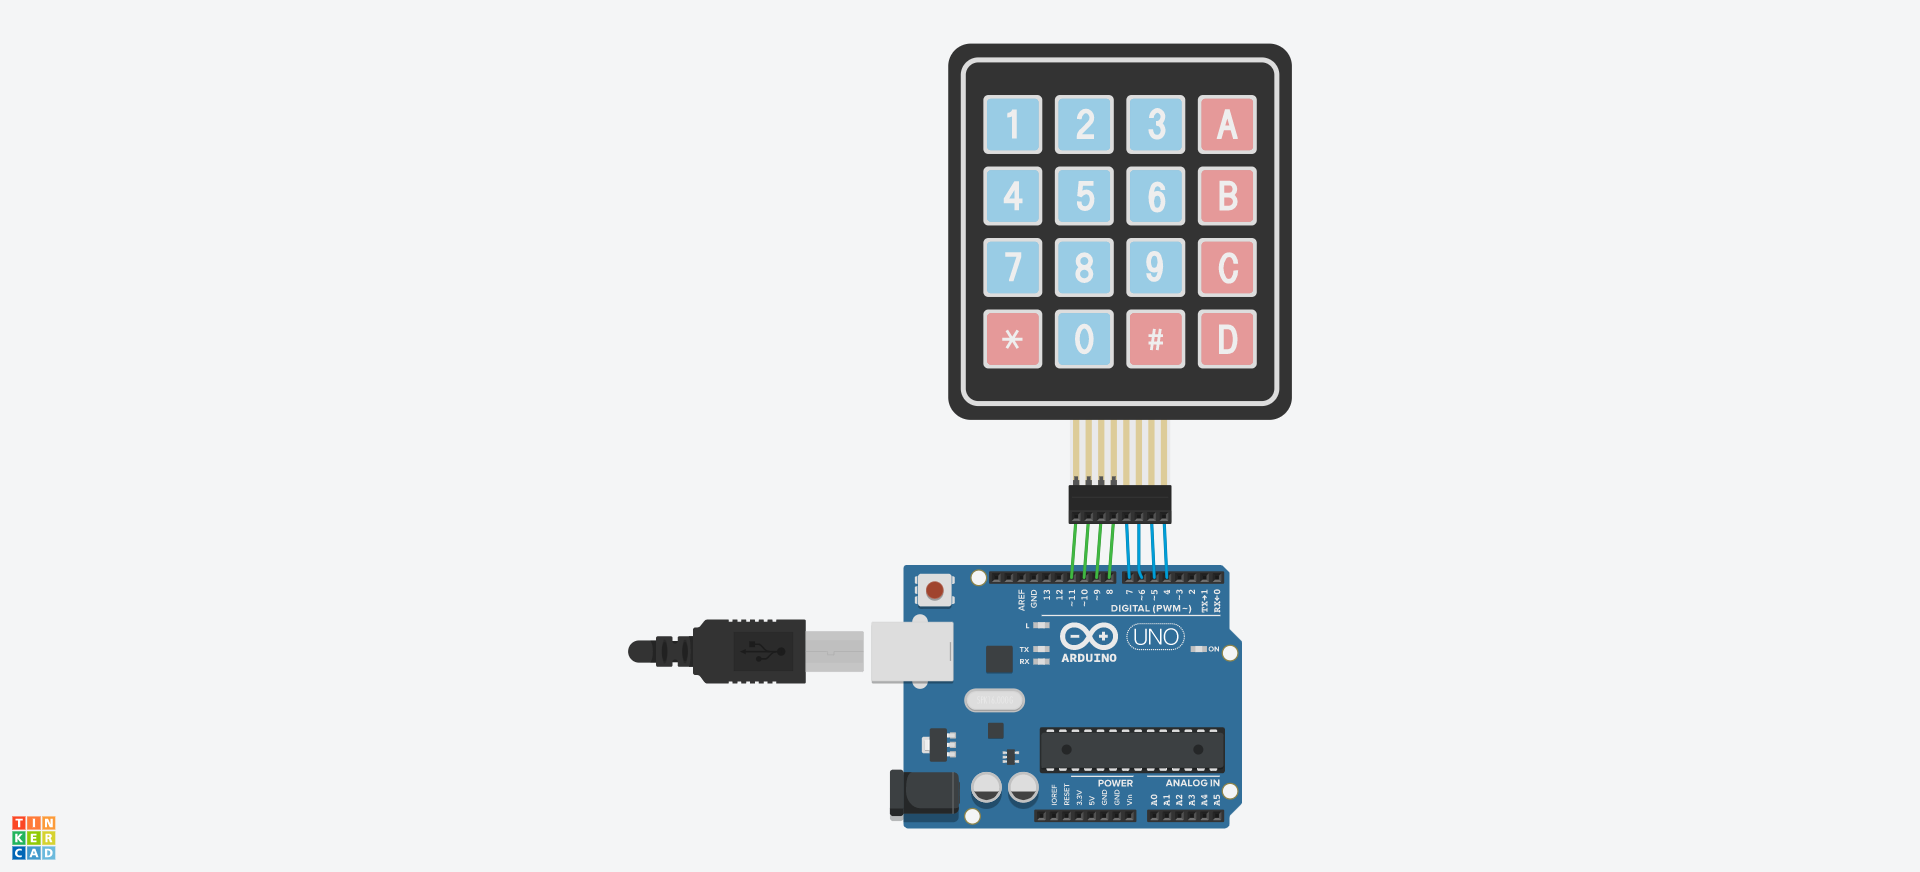 1 2 3 A
4 5 6 B
7 8 9 C
* 0 # D
AREF GND 13 12 ~11 ~10 ~9 8 7 ~6 ~5 4 ~3 2 TX→1 RX←0
DIGITAL (PWM~)
L
TX
RX
ARDUINO
UNO
ON
POWER
ANALOG IN
IOREF RESET 3.3V 5V GND GND Vin A0 A1 A2 A3 A4 A5
TIN
KER
CAD